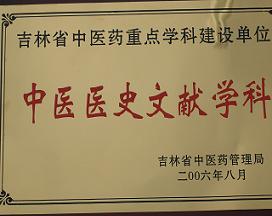 吉林省中医药重点学科建设单位
中医医史文献学科
吉林省中医药管理局
二〇〇六年八月